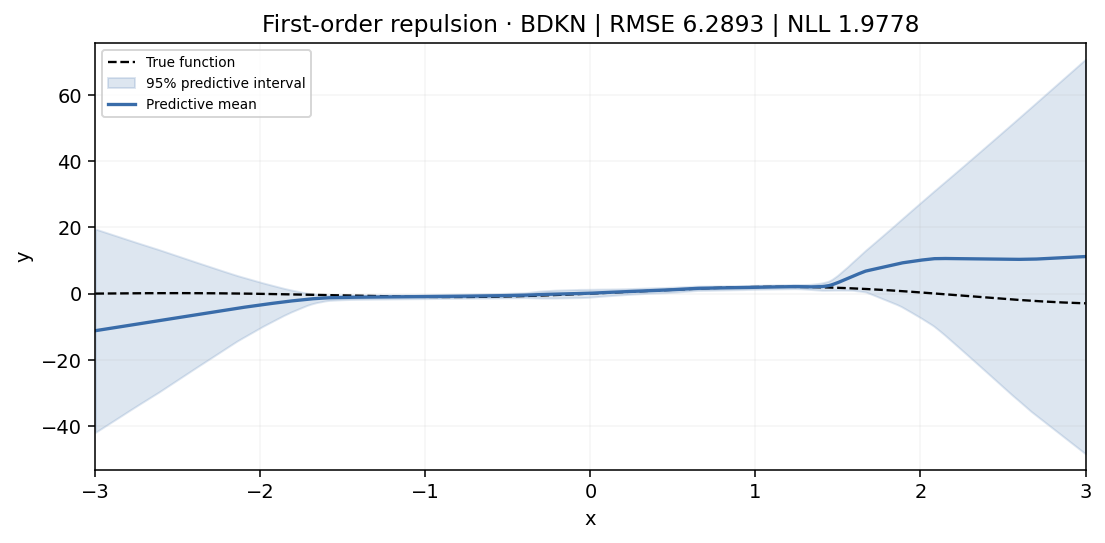 First-order repulsion · BDKN | RMSE 6.2893 | NLL 1.9778
True function
95% predictive interval
Predictive mean
60
40
20
0
−20
−40
y
−3
−2
−1
0
1
2
3
x